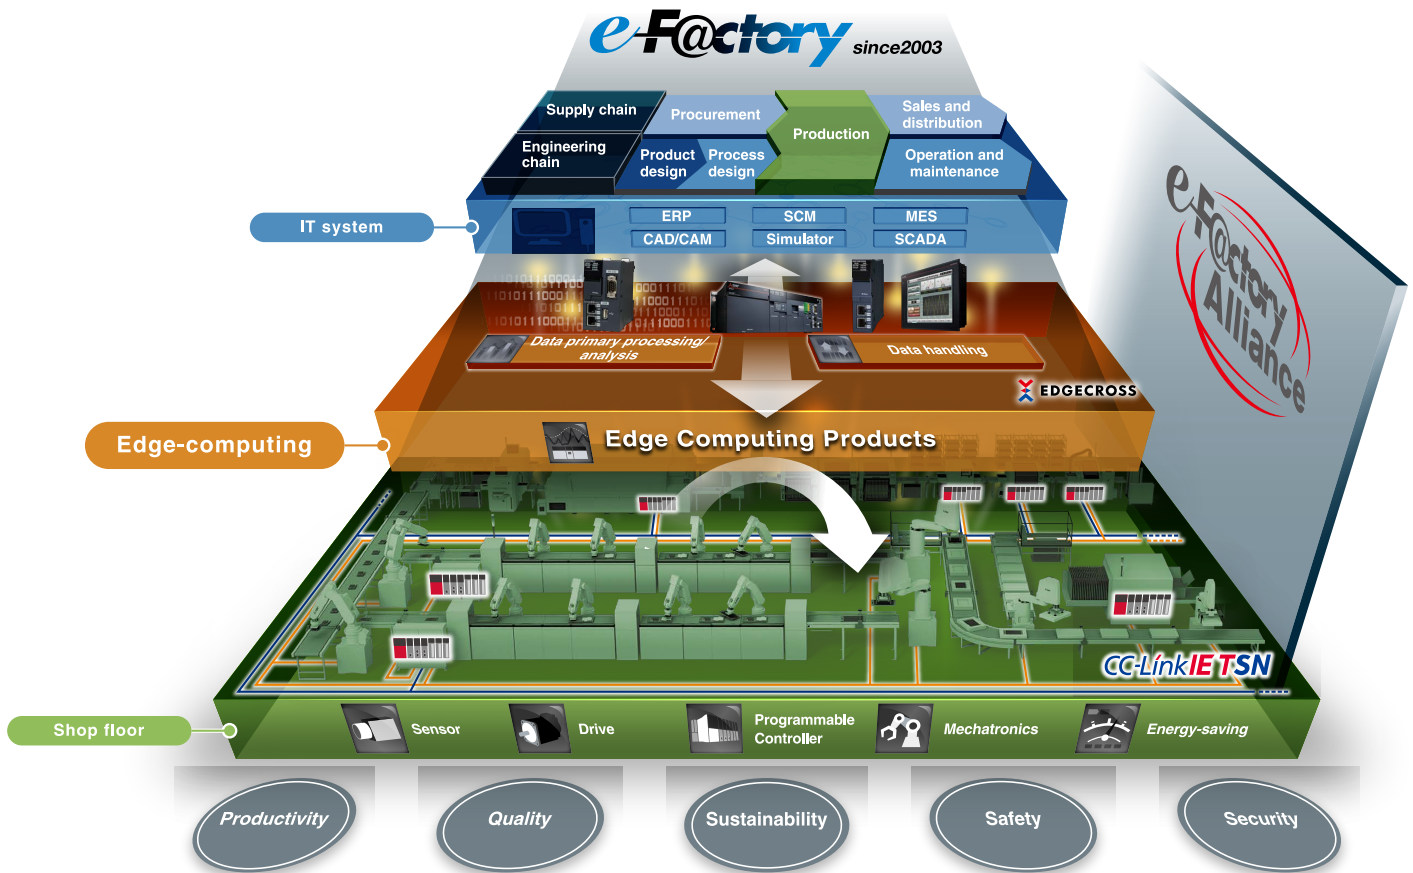 e-F@ctory since2003
Supply chain
Procurement
Production
Sales and
distribution
Engineering
chain
Product
design
Process
design
Operation and
maintenance
IT system
ERP
SCM
MES
CAD/CAM
Simulator
SCADA
Data primary processing/
analysis
Data handling
EDGECROSS
Edge-computing
Edge Computing Products
e-F@ctory
Alliance
CC-Link IE TSN
Shop floor
Sensor
Drive
Programmable
Controller
Mechatronics
Energy-saving
Productivity
Quality
Sustainability
Safety
Security